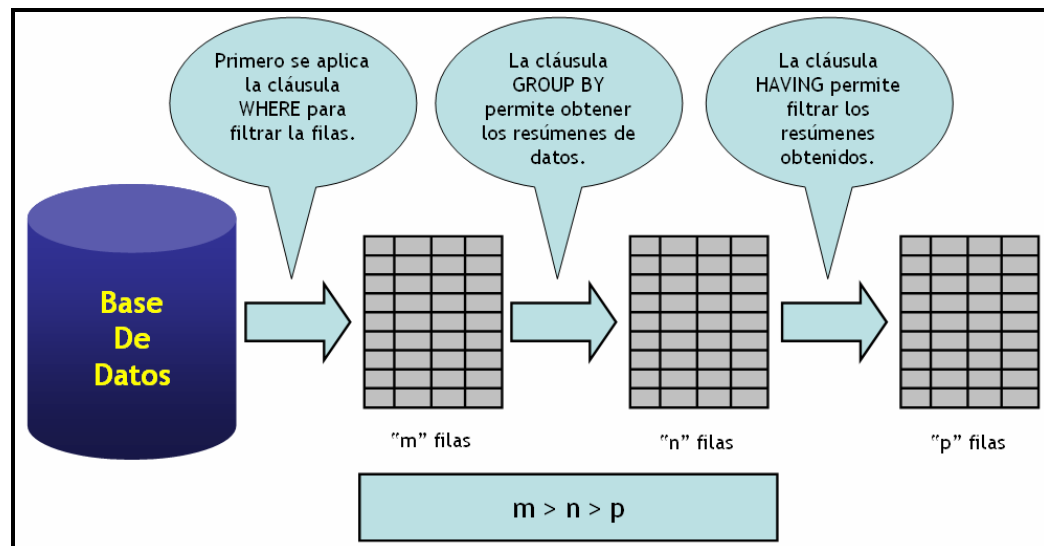 Primero se aplica
la cláusula
WHERE para
filtrar la filas.
La cláusula
GROUP BY
permite obtener
los resúmenes de
datos.
La cláusula
HAVING permite
filtrar los
resúmenes
obtenidos.
Base
De
Datos
“m” filas
“n” filas
“p” filas
m > n > p